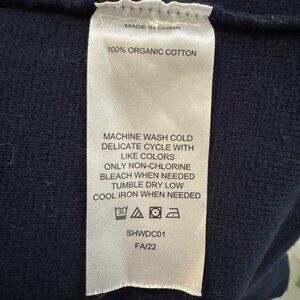 MADE IN CHINA
100% ORGANIC COTTON
MACHINE WASH COLD
DELICATE CYCLE WITH
LIKE COLORS
ONLY NON-CHLORINE
BLEACH WHEN NEEDED
TUMBLE DRY LOW
COOL IRON WHEN NEEDED
30
SHWDC01
FA/22